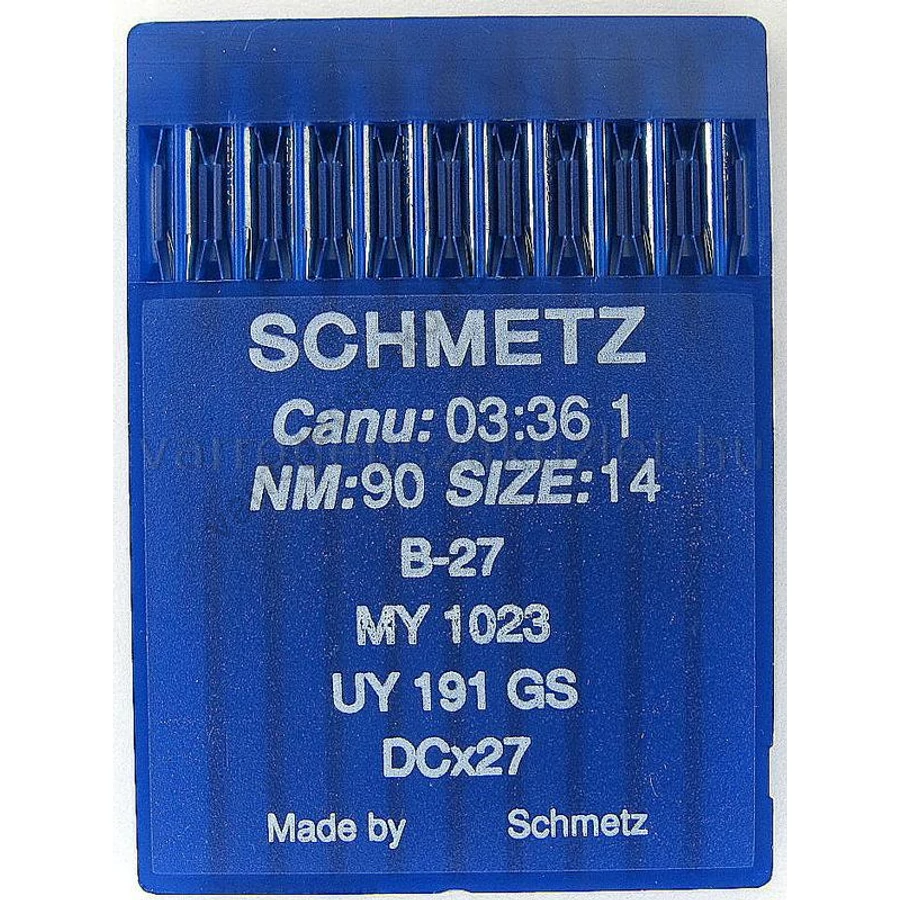 SCHMETZ
Canu: 03:36 1
NM:90 SIZE:14
B-27
MY 1023
UY 191 GS
DCx27
Made by Schmetz